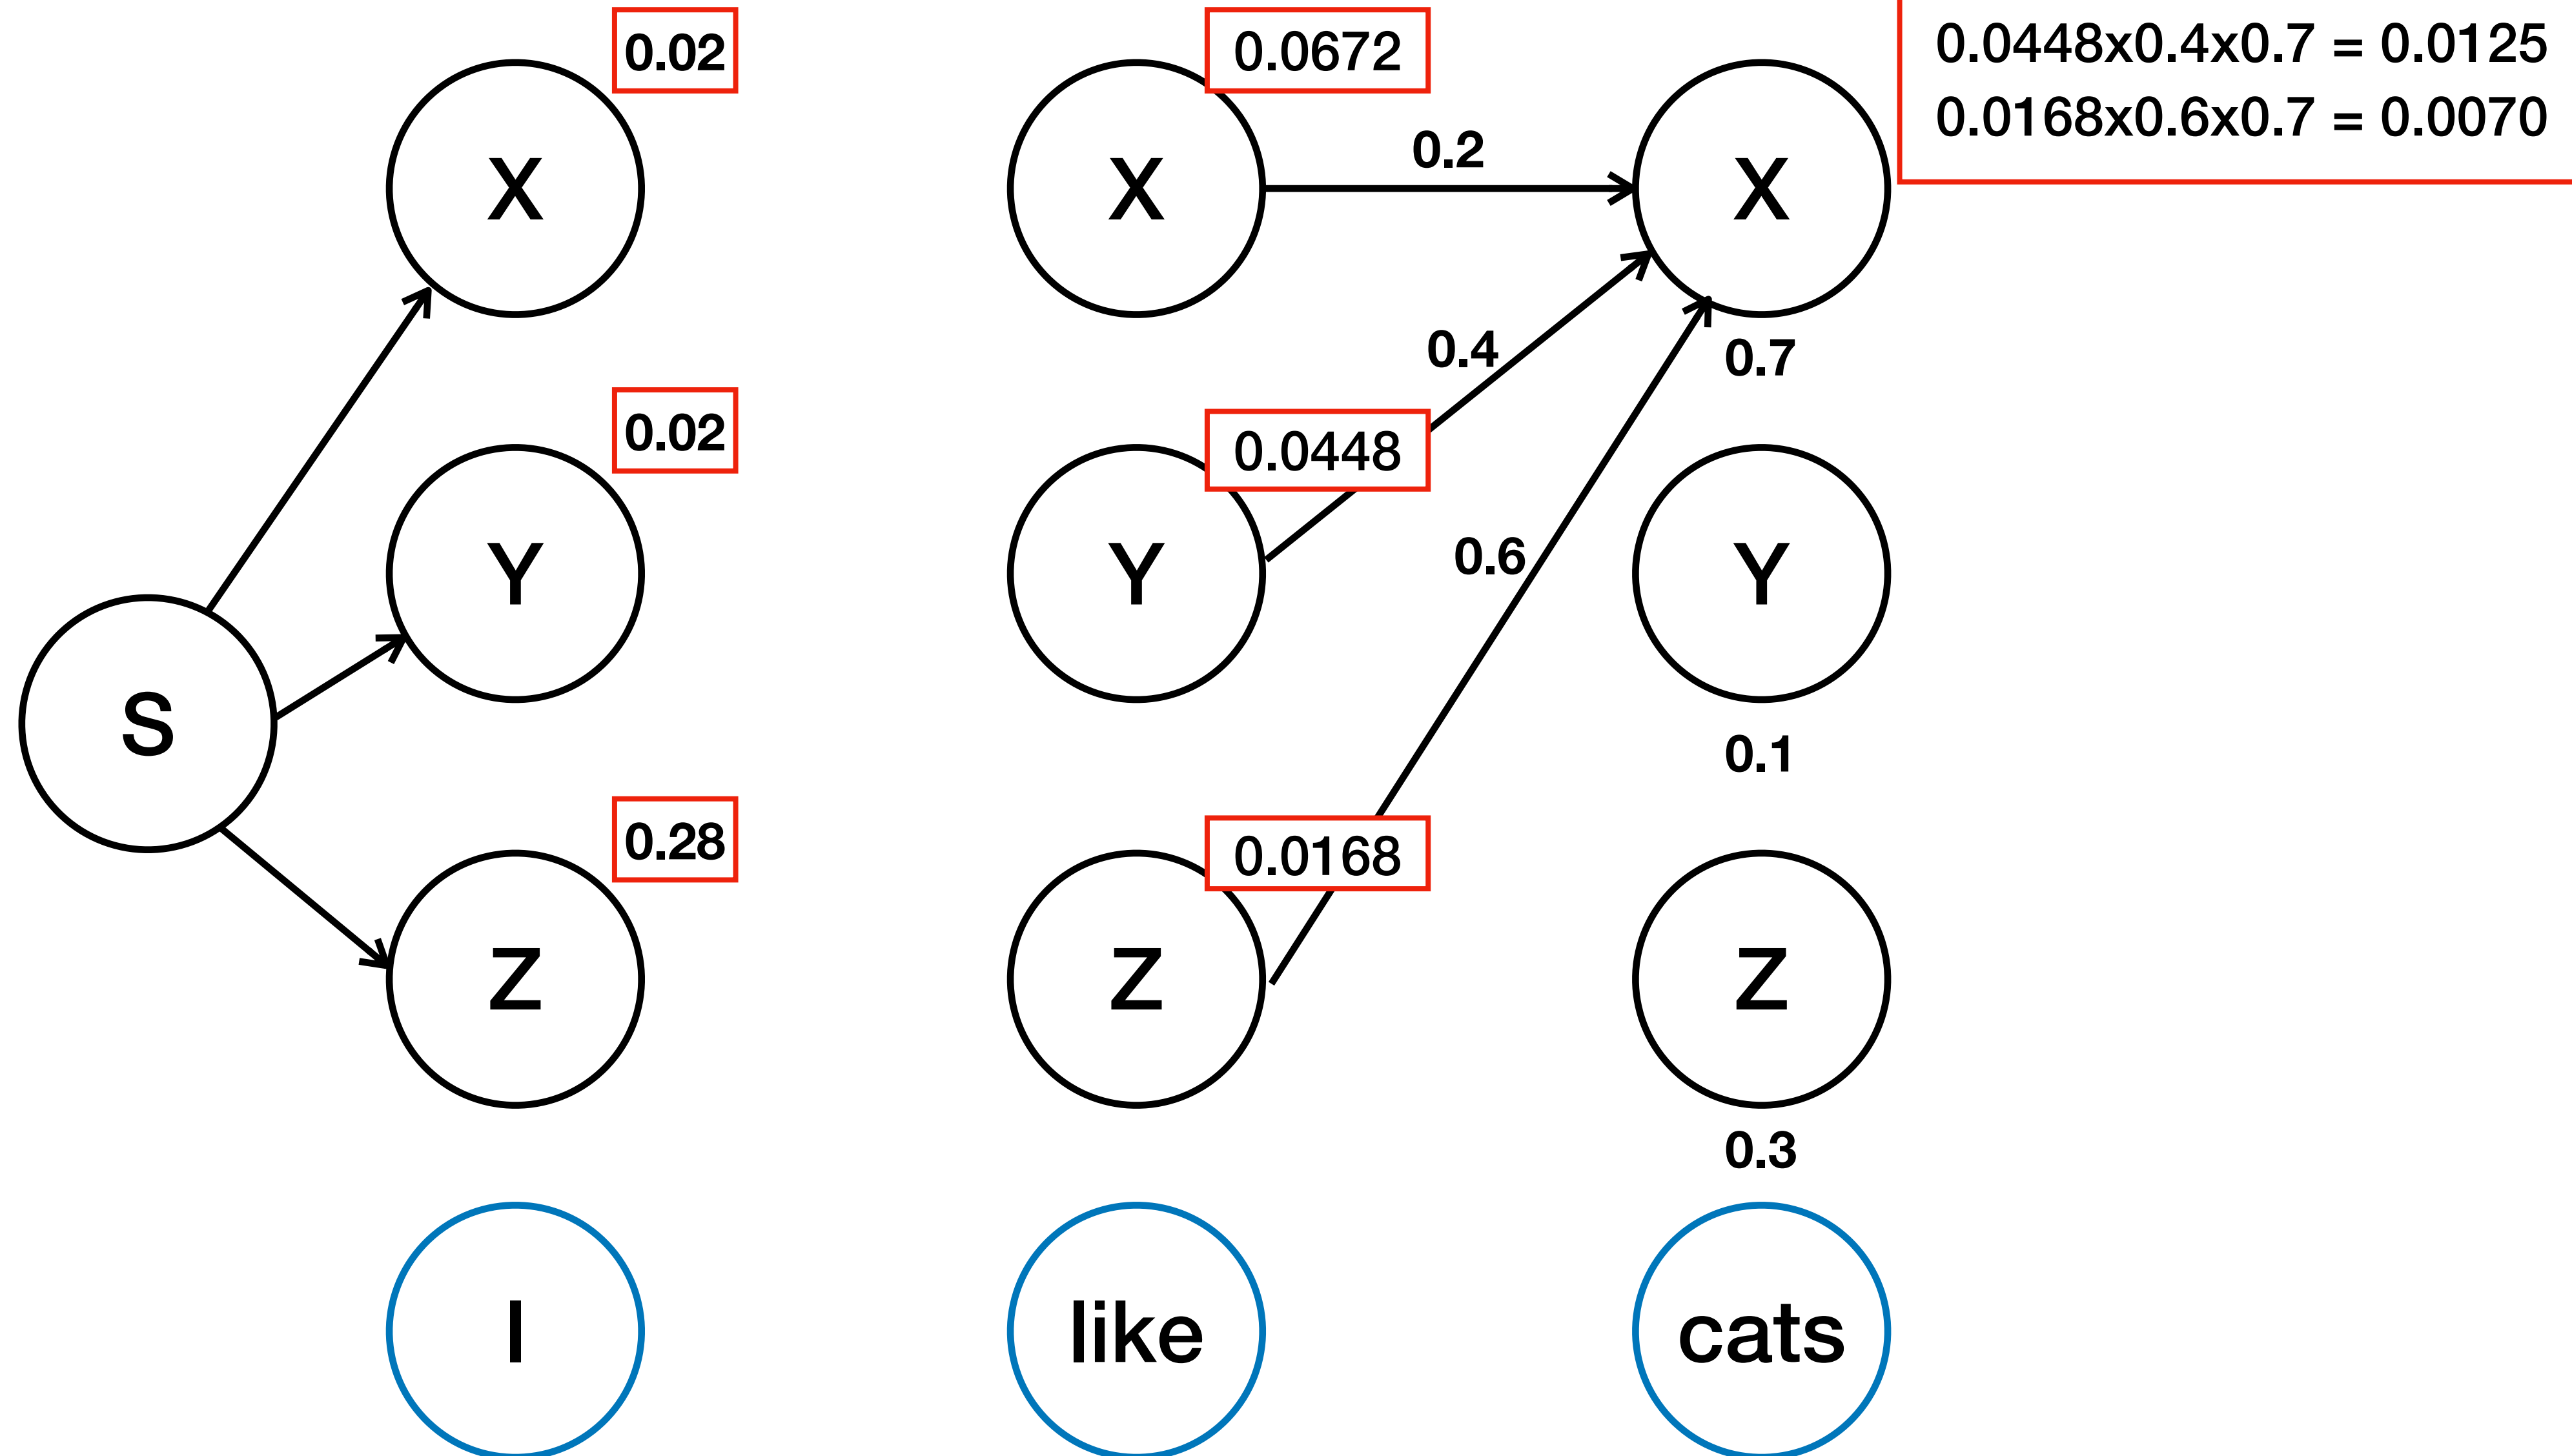 0.02
0.0672
0.0448x0.4x0.7 = 0.0125
0.0168x0.6x0.7 = 0.0070
X
X
0.2
X
0.4
0.7
0.02
0.0448
Y
Y
0.6
Y
S
0.1
0.28
0.0168
Z
Z
Z
0.3
I
like
cats